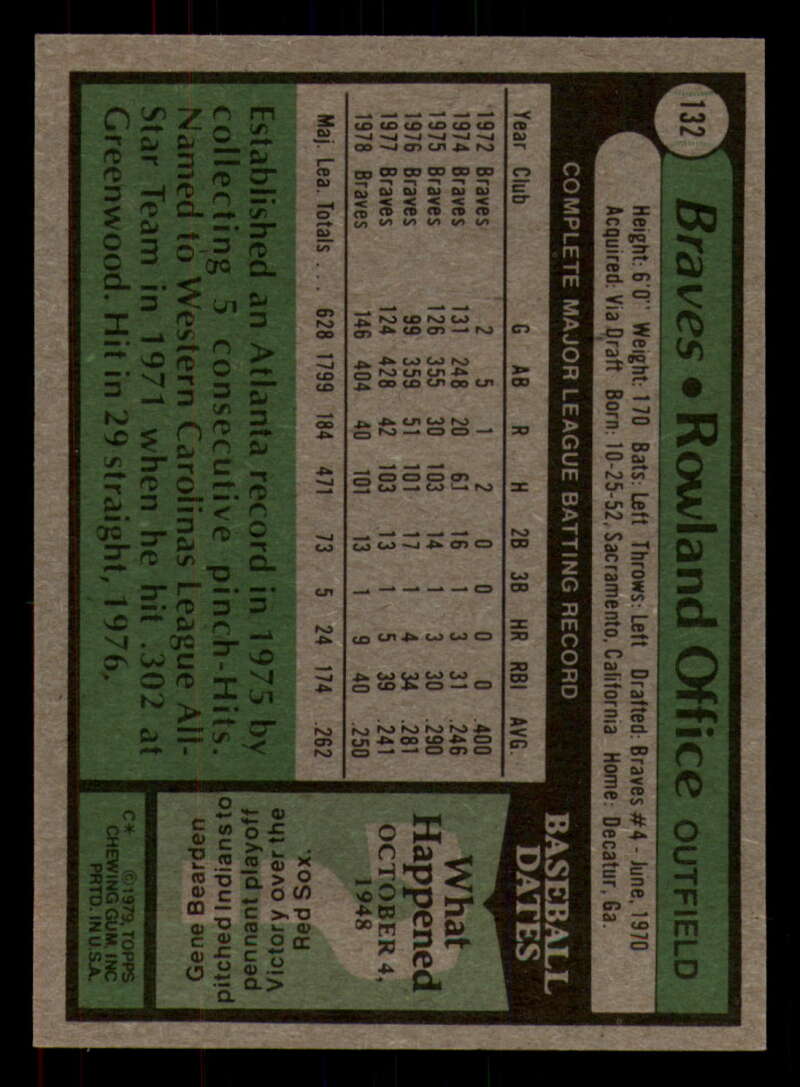 132
Braves • Rowland Office OUTFIELD
Height: 6'0" Weight: 170 Bats: Left Throws: Left Drafted: Braves #4 - June, 1970
Acquired: Via Draft Born: 10-25-52, Sacramento, California Home: Decatur, Ga.
COMPLETE MAJOR LEAGUE BATTING RECORD
Year Club G AB R H 2B 3B HR RBI AVG.
1972 Braves 2 5 1 2 0 0 0 0 .400
1974 Braves 131 248 20 61 16 1 3 31 .246
1975 Braves 126 355 30 103 14 1 3 30 .290
1976 Braves 99 359 51 101 17 1 4 34 .281
1977 Braves 124 428 42 103 13 1 5 39 .241
1978 Braves 146 404 40 101 13 1 9 40 .250
Maj. Lea. Totals . . . 628 1799 184 471 73 5 24 174 .262
Established an Atlanta record in 1975 by
collecting 5 consecutive pinch-Hits.
Named to Western Carolinas League All-
Star Team in 1971 when he hit .302 at
Greenwood. Hit in 29 straight, 1976.
BASEBALL
DATES
What
Happened
OCTOBER 4,
1948
Gene Bearden
pitched Indians to
pennant playoff
Victory over the
Red Sox.
C* © 1979, TOPPS
CHEWING GUM, INC
PRTD. IN U.S.A.